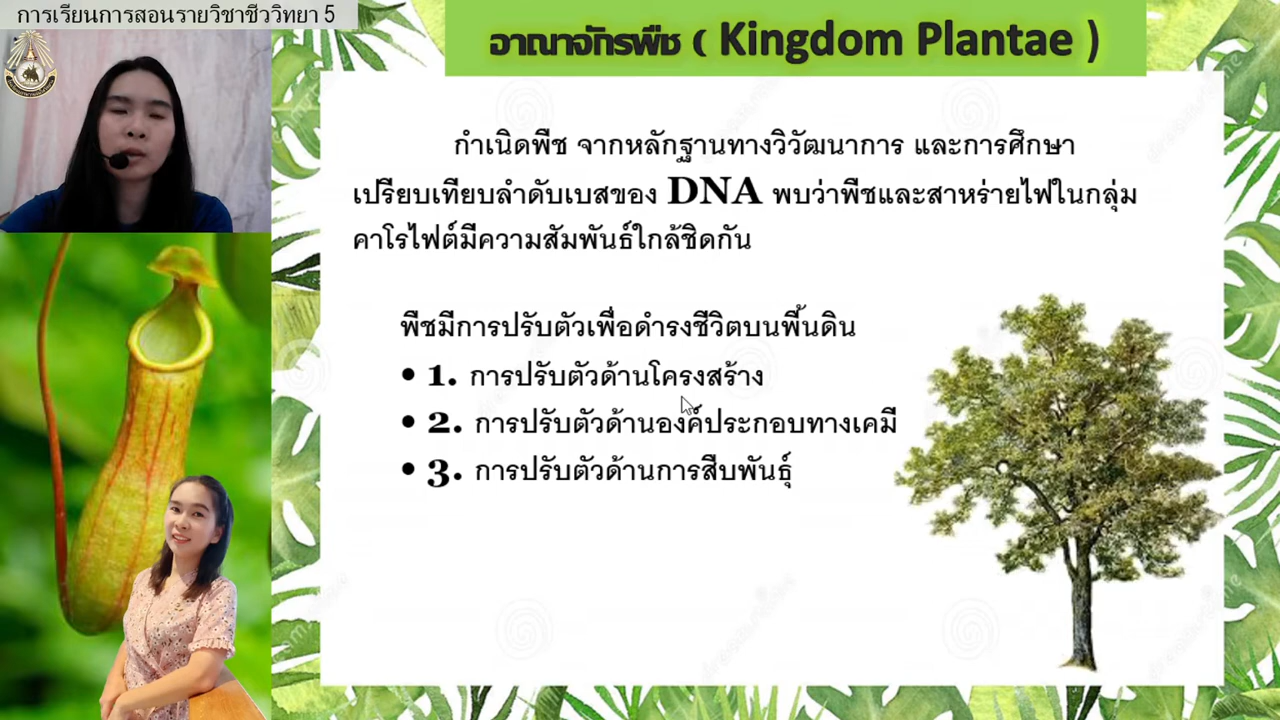 การเรียนการสอนรายวิชาชีววิทยา 5
อาณาจักรพืช ( Kingdom Plantae )
กำเนิดพืช จากหลักฐานทางวิวัฒนาการ และการศึกษา
เปรียบเทียบลำดับเบสของ DNA พบว่าพืชและสาหร่ายไฟในกลุ่ม
คาโรไฟต์มีความสัมพันธ์ใกล้ชิดกัน
พืชมีการปรับตัวเพื่อดำรงชีวิตบนพื้นดิน
• 1. การปรับตัวด้านโครงสร้าง
• 2. การปรับตัวด้านองค์ประกอบทางเคมี
• 3. การปรับตัวด้านการสืบพันธุ์